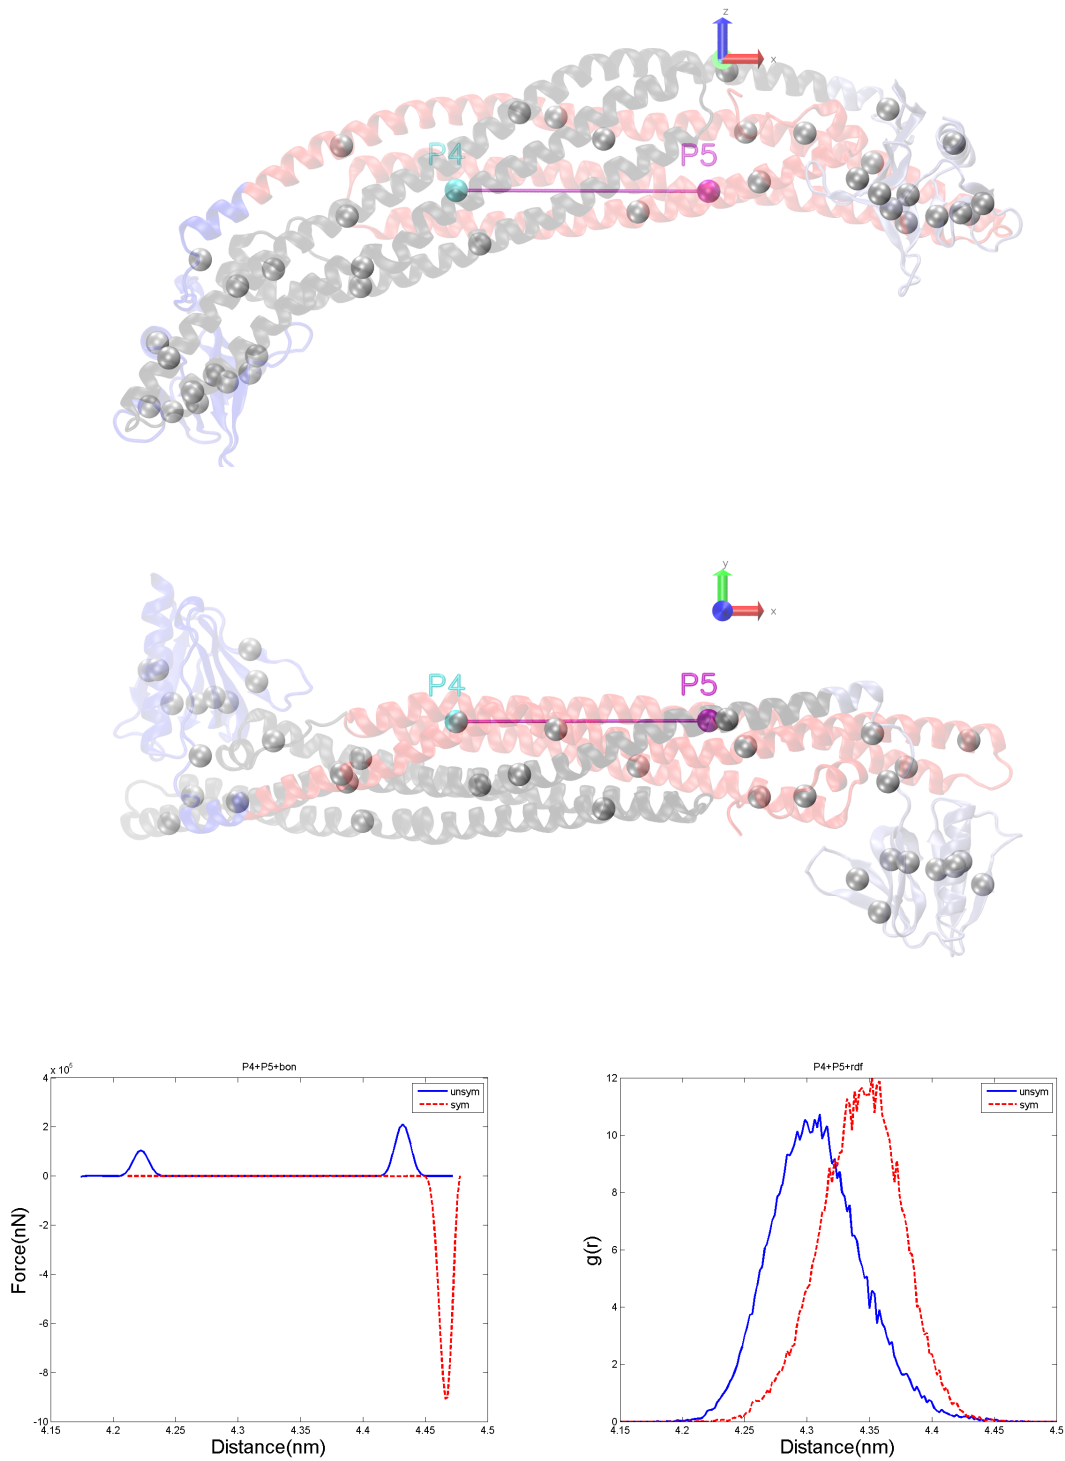 z
x
P4 P5
y
x
P4 P5
P4+P5+bon
x 10^5
unsym
sym
4
2
0
-2
-4
-6
-8
-10
Force(nN)
4.15 4.2 4.25 4.3 4.35 4.4 4.45 4.5
Distance(nm)
P4+P5+rdf
unsym
sym
12
10
8
6
4
2
0
g(r)
4.15 4.2 4.25 4.3 4.35 4.4 4.45 4.5
Distance(nm)